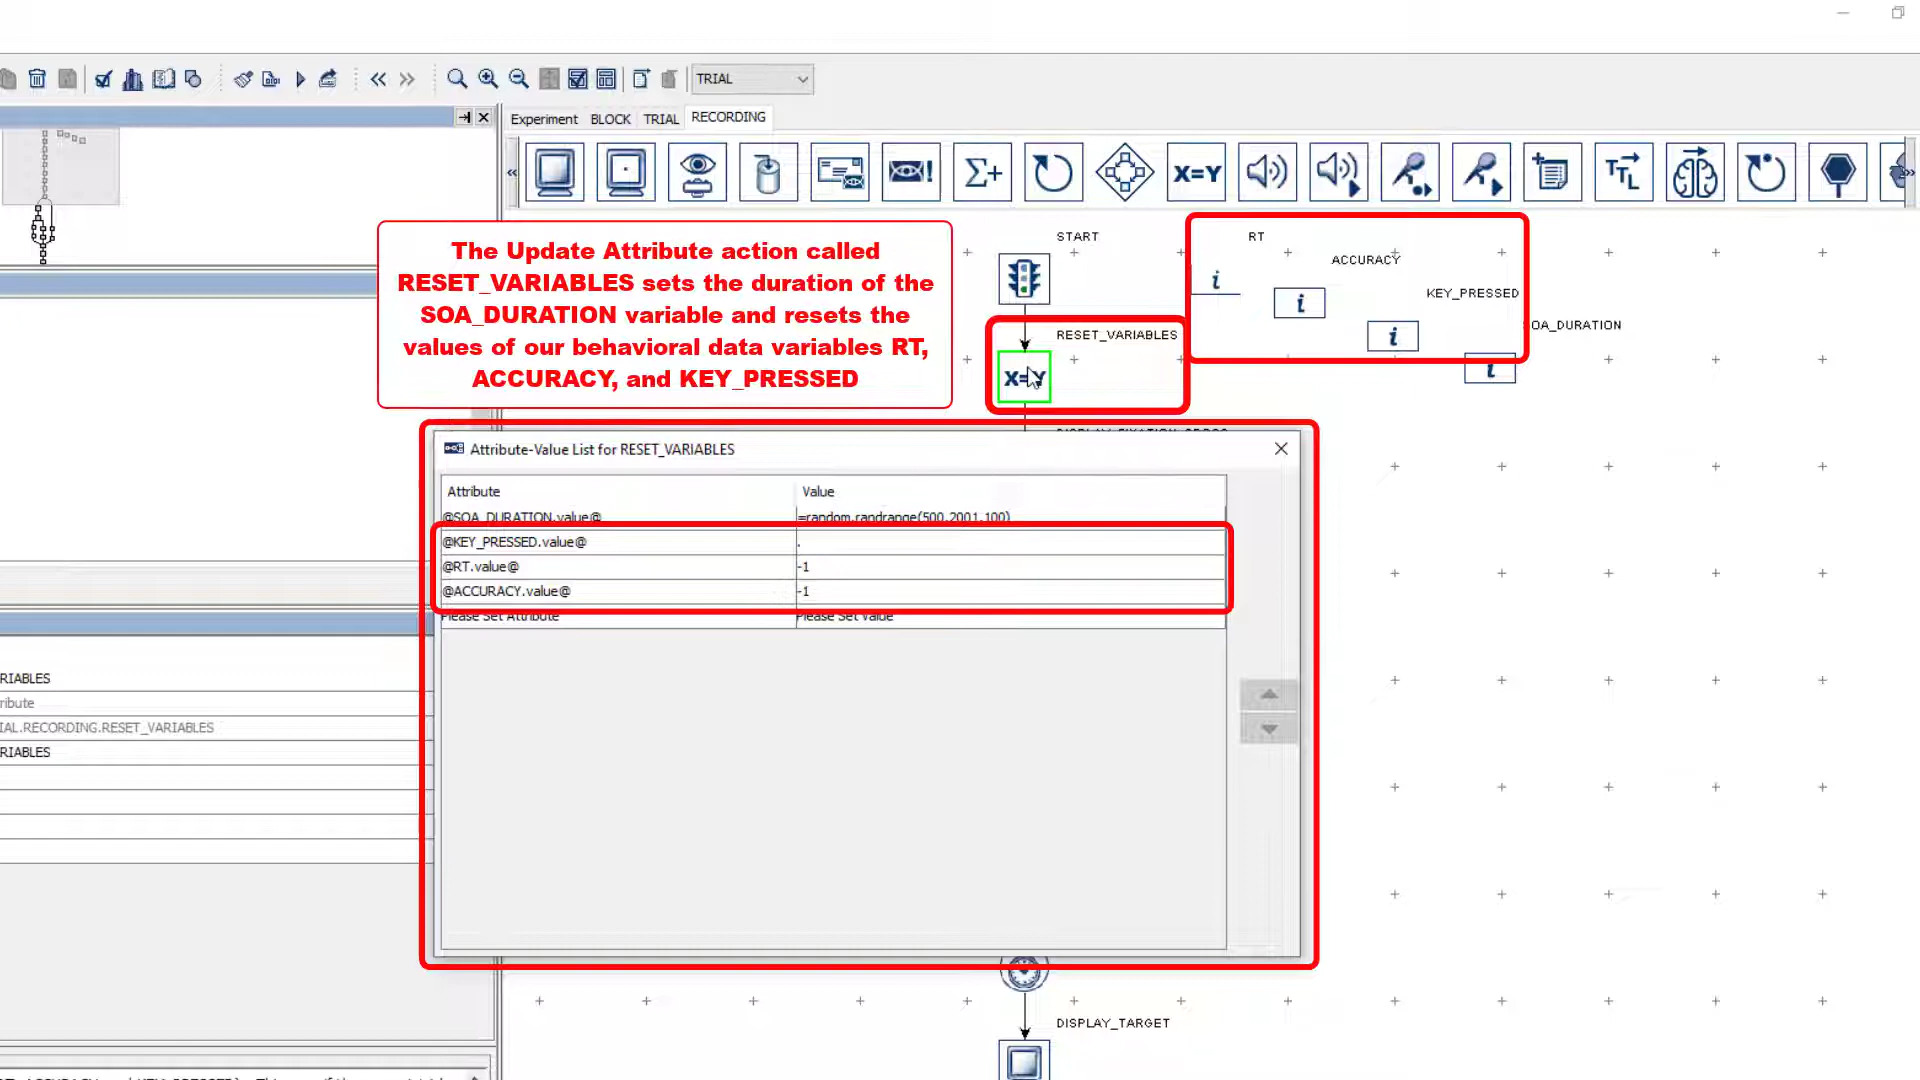 TRIAL
Experiment BLOCK TRIAL RECORDING
X=Y
TTL
START
RT
ACCURACY
KEY_PRESSED
OA_DURATION
RESET_VARIABLES
X=Y
The Update Attribute action called
RESET_VARIABLES sets the duration of the
SOA_DURATION variable and resets the
values of our behavioral data variables RT,
ACCURACY, and KEY_PRESSED
Attribute-Value List for RESET_VARIABLES
Attribute Value
@SOA_DURATION.value@ =random.randrange(500,2001,100)
@KEY_PRESSED.value@ .
@RT.value@ -1
@ACCURACY.value@ -1
Please Set Attribute Please Set Value
RIABLES
ribute
IAL.RECORDING.RESET_VARIABLES
RIABLES
DISPLAY_TARGET